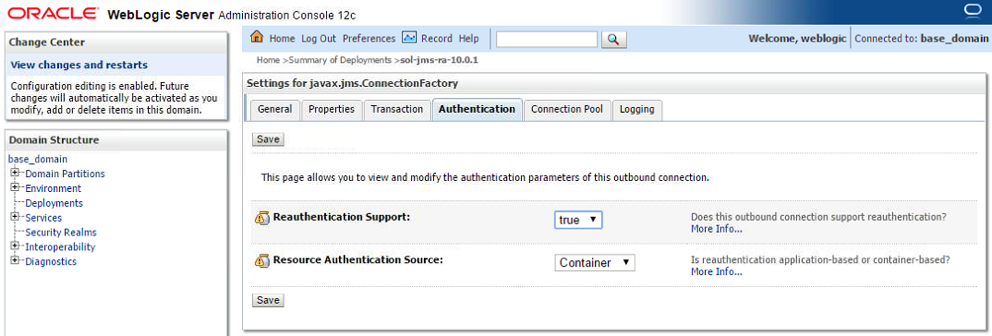 ORACLE® WebLogic Server Administration Console 12c
Change Center
View changes and restarts
Configuration editing is enabled. Future
changes will automatically be activated as you
modify, add or delete items in this domain.
Domain Structure
base_domain
Domain Partitions
Environment
Deployments
Services
Security Realms
Interoperability
Diagnostics
Home Log Out Preferences Record Help
Welcome, weblogic Connected to: base_domain
Home >Summary of Deployments >sol-jms-ra-10.0.1
Settings for javax.jms.ConnectionFactory
General Properties Transaction Authentication Connection Pool Logging
Save
This page allows you to view and modify the authentication parameters of this outbound connection.
Reauthentication Support: true Does this outbound connection support reauthentication?
More Info...
Resource Authentication Source: Container Is reauthentication application-based or container-based?
More Info...
Save